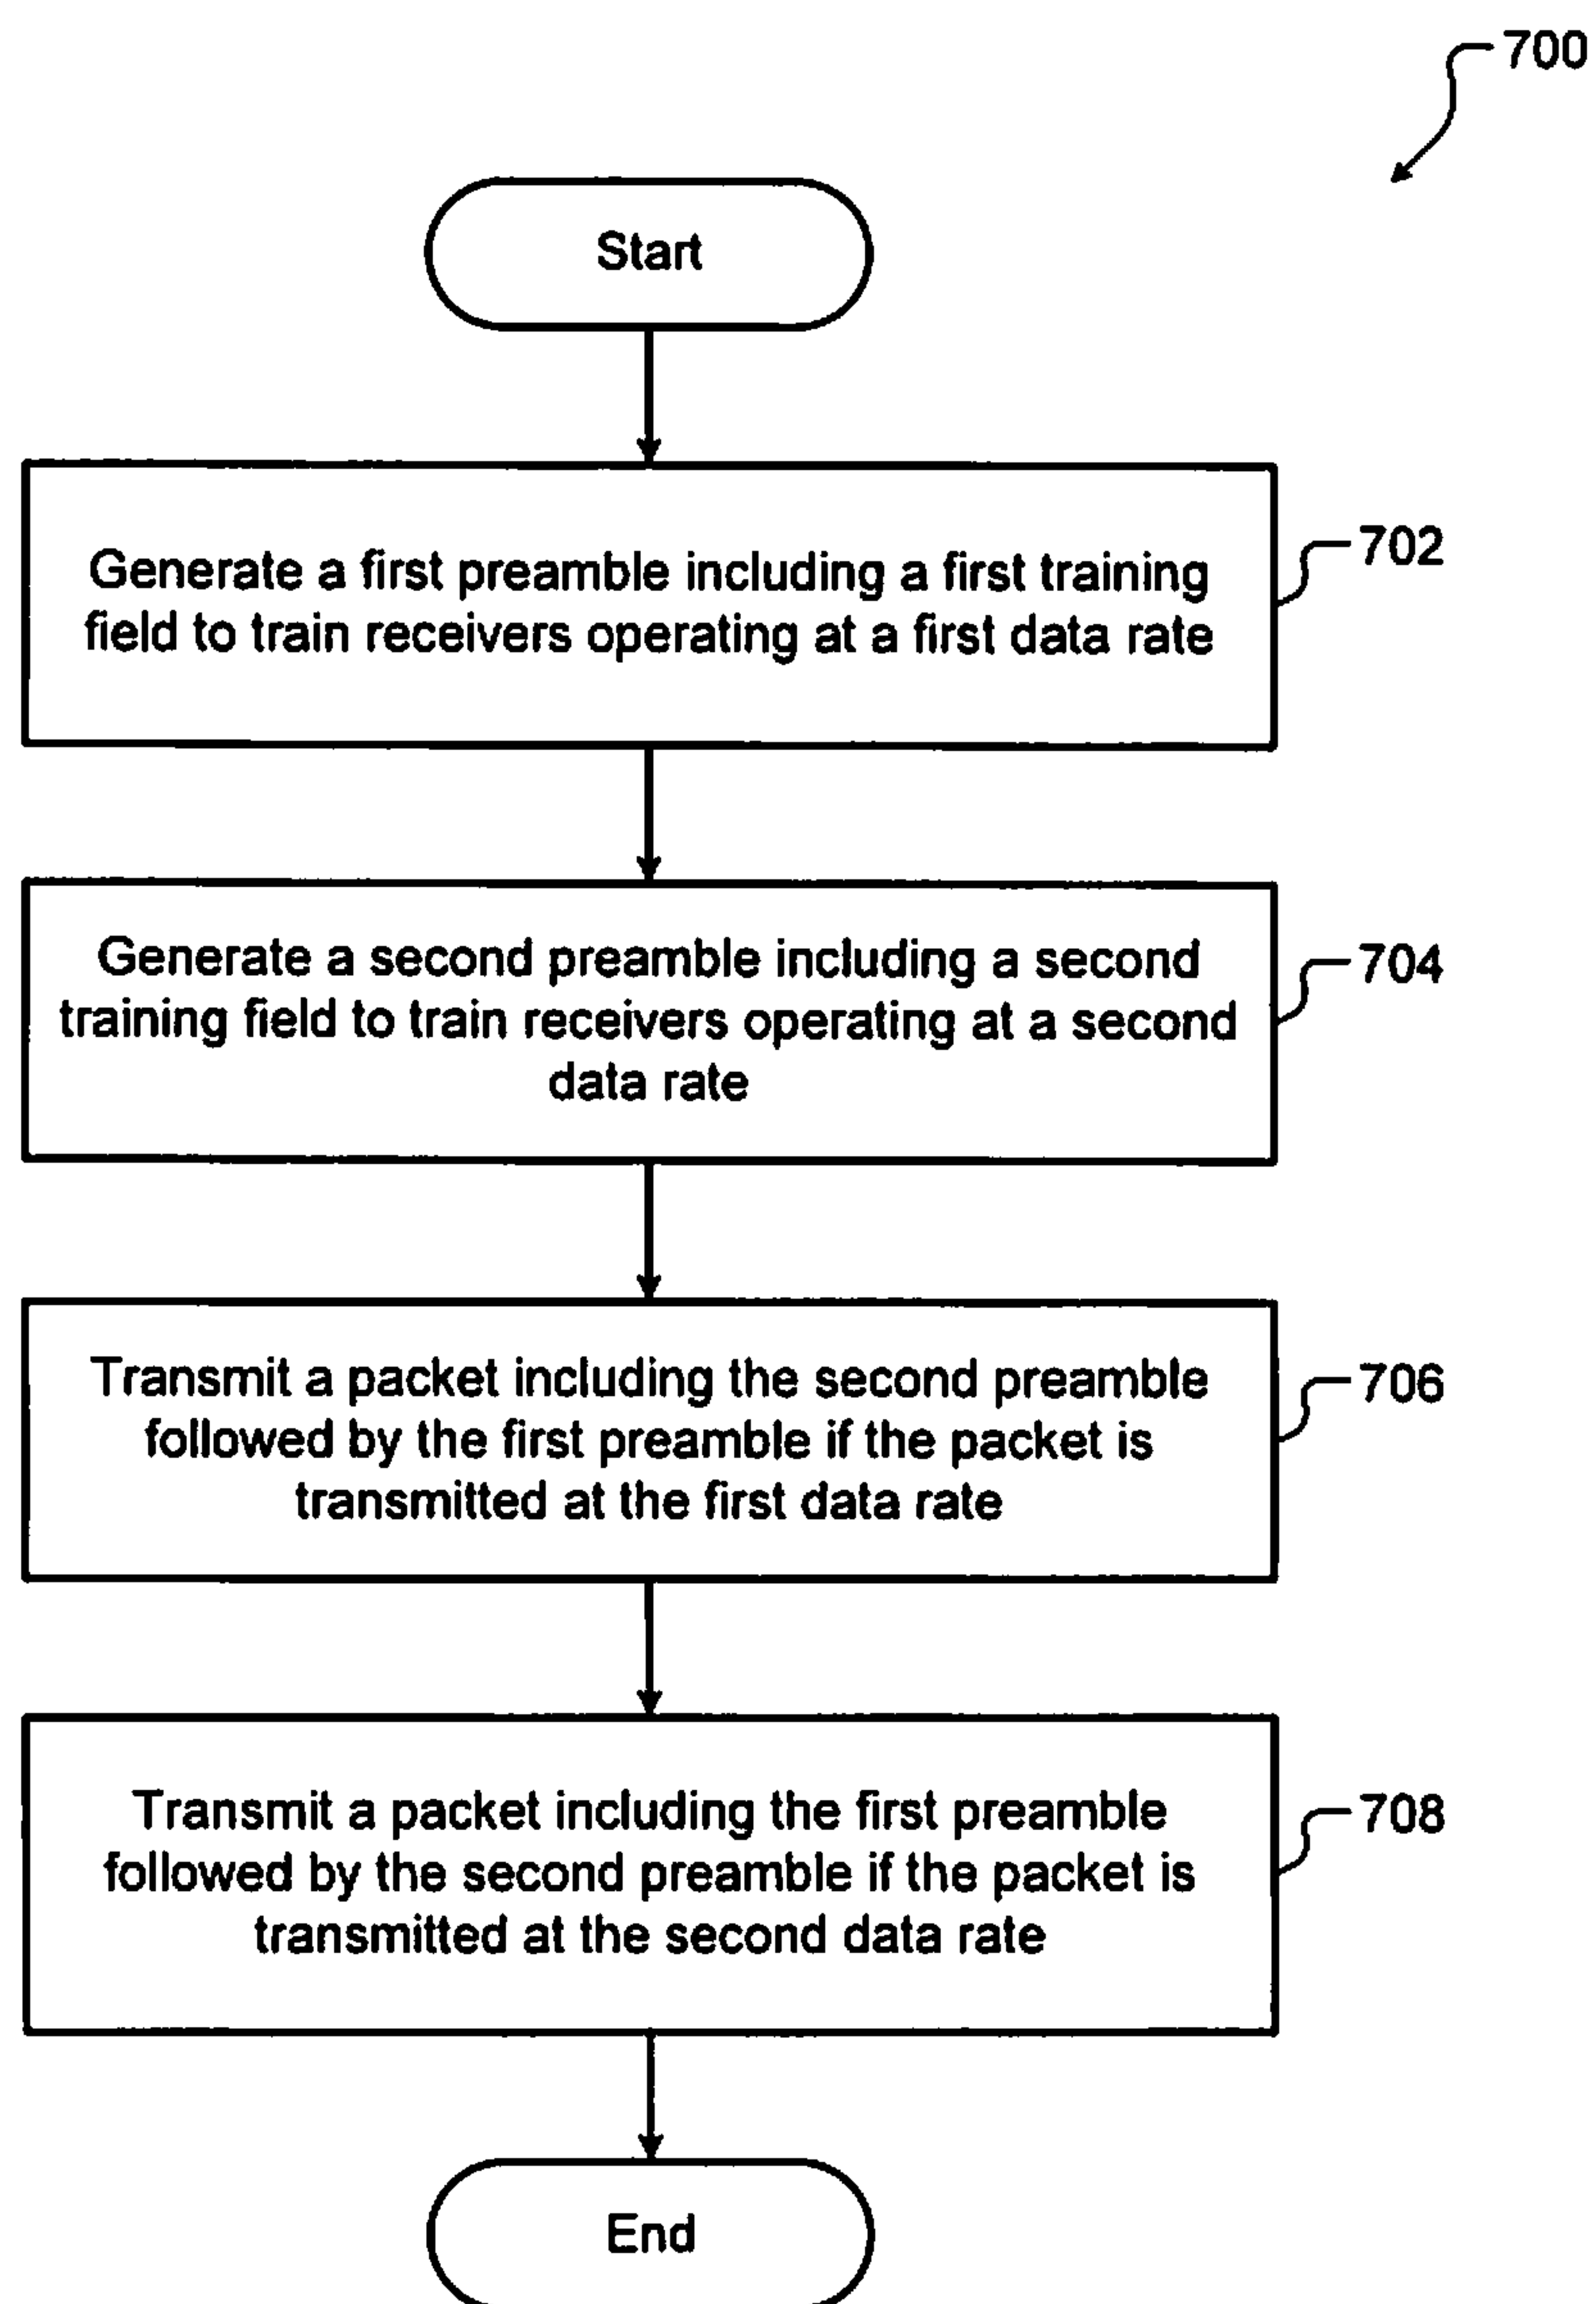 700
Start
Generate a first preamble including a first training
field to train receivers operating at a first data rate
702
Generate a second preamble including a second
training field to train receivers operating at a second
data rate
704
Transmit a packet including the second preamble
followed by the first preamble if the packet is
transmitted at the first data rate
706
Transmit a packet including the first preamble
followed by the second preamble if the packet is
transmitted at the second data rate
708
End